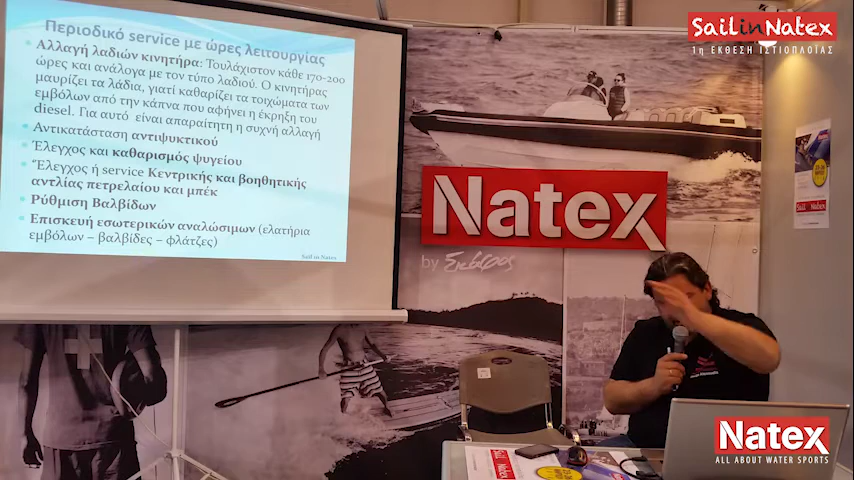 Περιοδικό service με ώρες λειτουργίας
• Αλλαγή λαδιών κινητήρα: Τουλάχιστον κάθε 170-200
ώρες και ανάλογα με τον τύπο λαδιού. Ο κινητήρας
μαυρίζει τα λάδια, γιατί καθαρίζει τα τοιχώματα των
εμβόλων από την κάπνα που αφήνει η έκρηξη του
diesel. Για αυτό είναι απαραίτητη η συχνή αλλαγή
• Αντικατάσταση αντιψυκτικού
• Έλεγχος και καθαρισμός ψυγείου
• Έλεγχος ή service Κεντρικής και βοηθητικής
αντλίας πετρελαίου και μπέκ
• Ρύθμιση Βαλβίδων
• Επισκευή εσωτερικών αναλώσιμων (ελατήρια
εμβόλων – βαλβίδες – φλάτζες)
Sail in Natex
SailinNatex
1η ΕΚΘΕΣΗ ΙΣΤΙΟΠΛΟΪΑΣ
Natex
by Σκάρος
Natex
Natex
ALL ABOUT WATER SPORTS